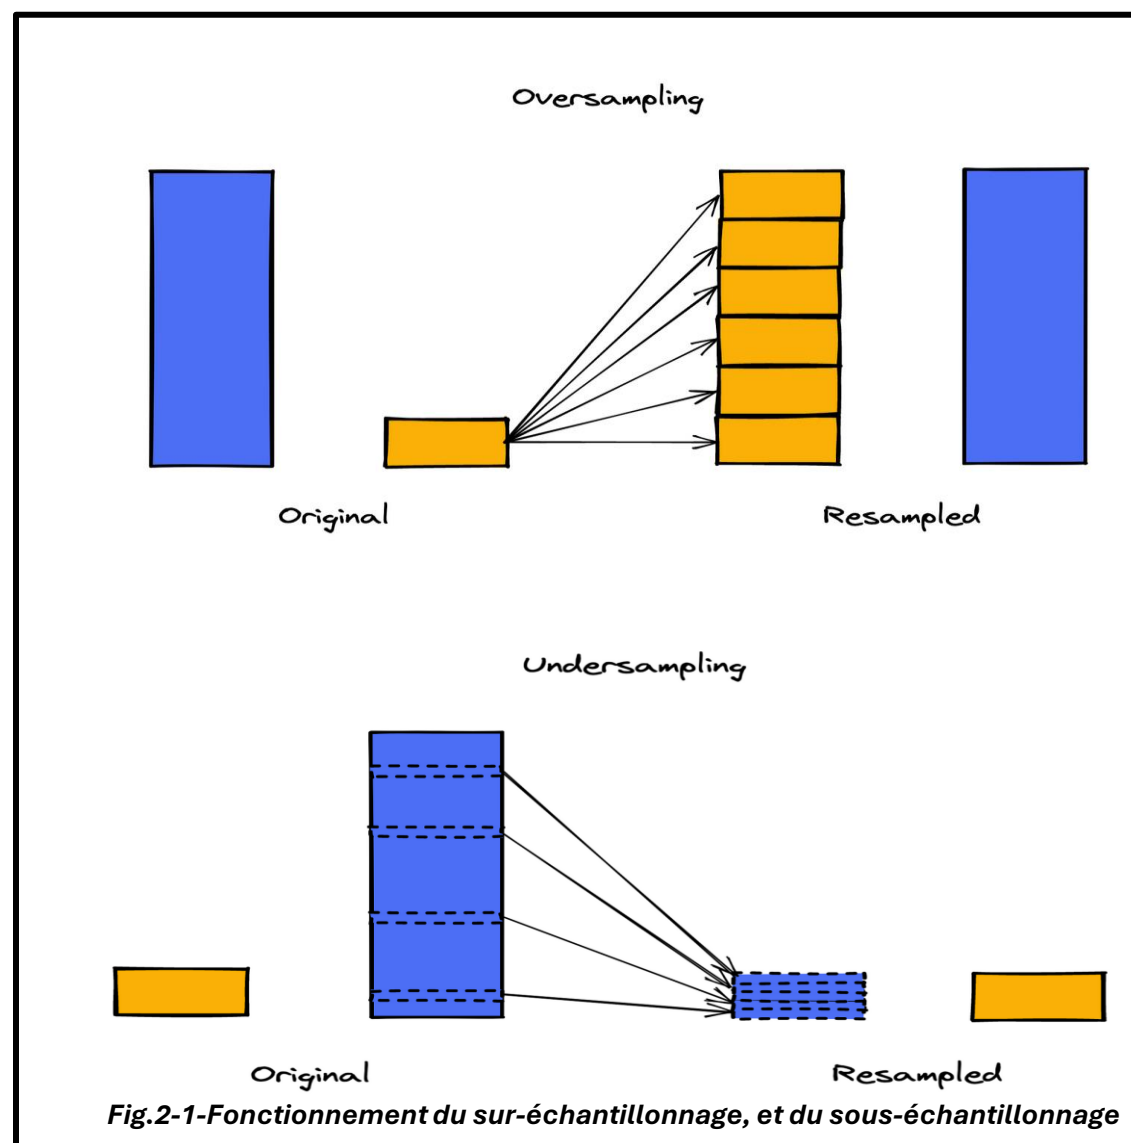 Oversampling
Original
Resampled
Undersampling
Original
Resampled
Fig.2-1-Fonctionnement du sur-échantillonnage, et du sous-échantillonnage